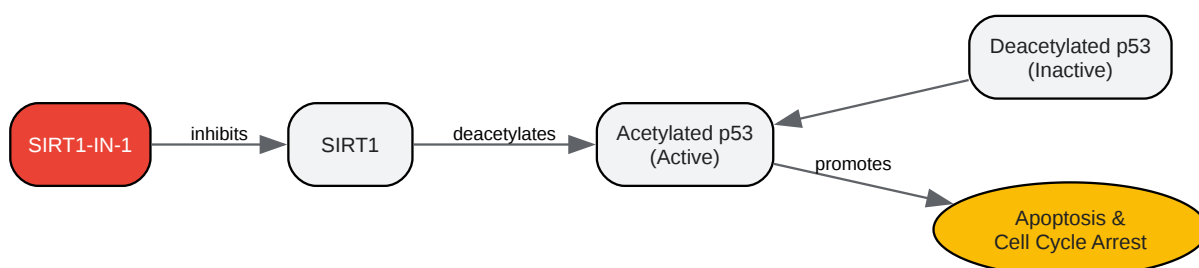 SIRT1-IN-1
inhibits
SIRT1
deacetylates
Acetylated p53
(Active)
Deacetylated p53
(Inactive)
promotes
Apoptosis &
Cell Cycle Arrest